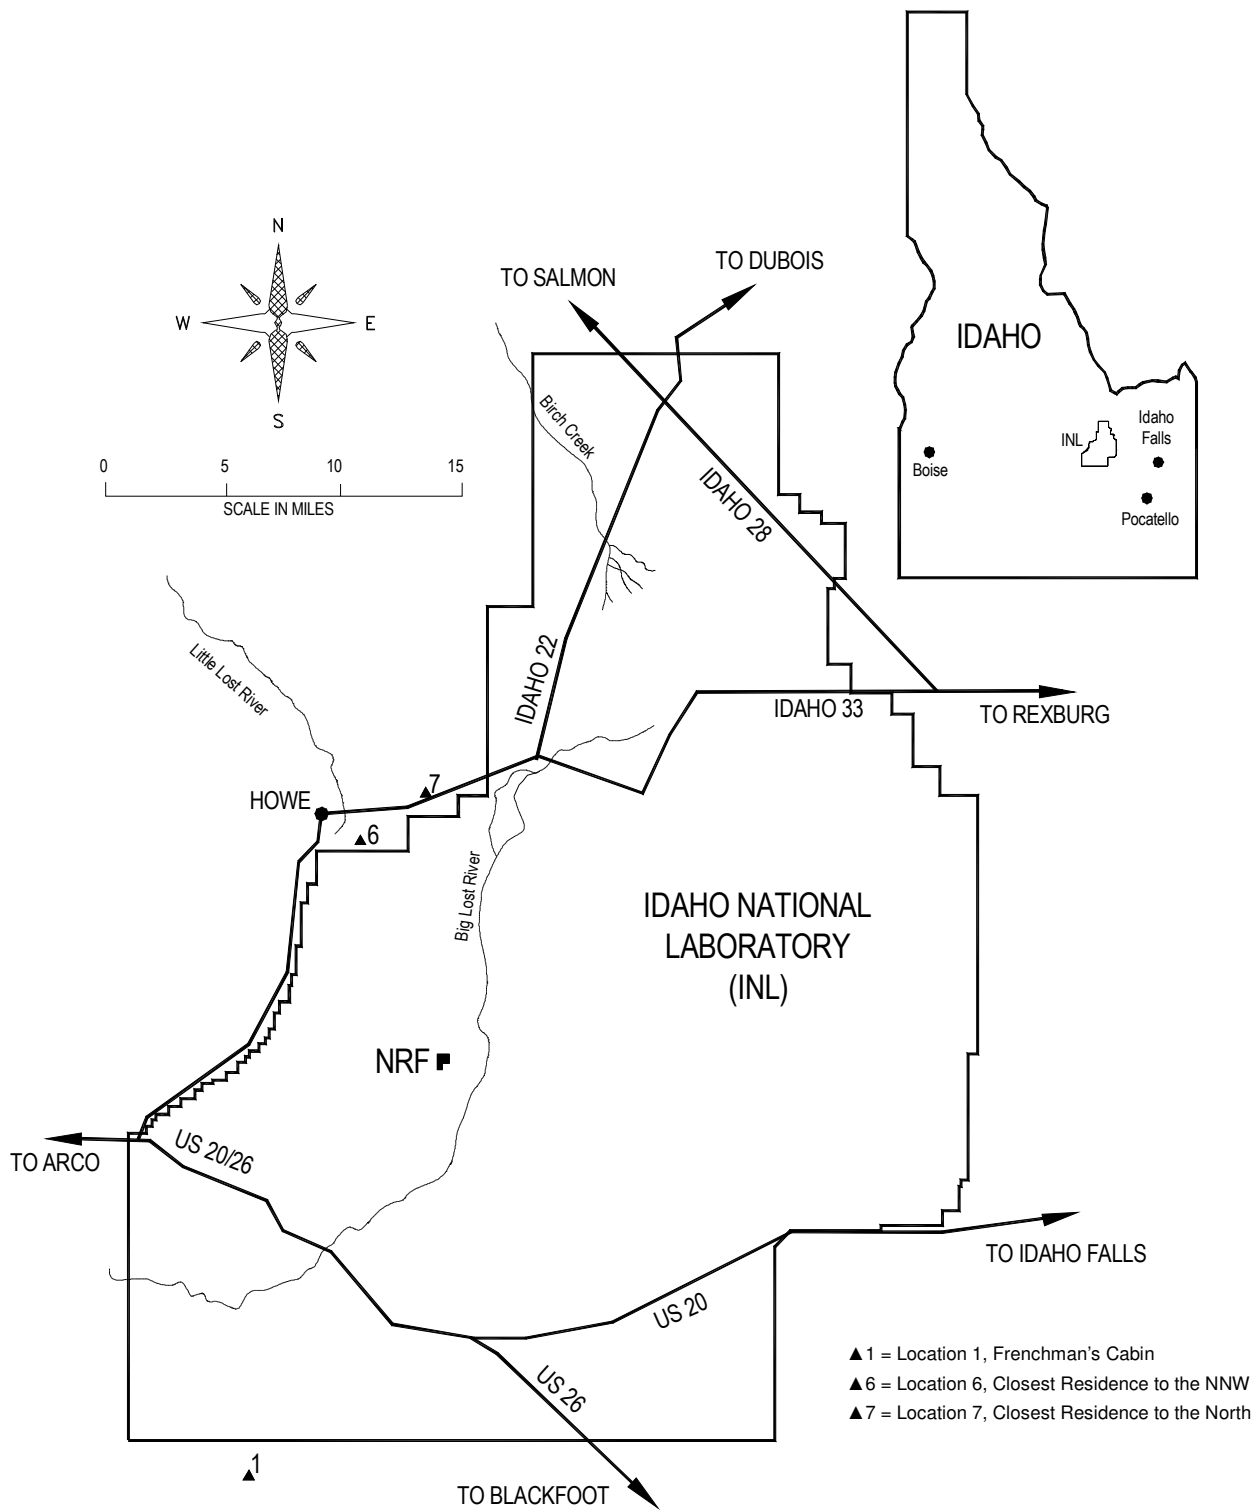 N
W
E
S
0 5 10 15
SCALE IN MILES
TO SALMON
TO DUBOIS
IDAHO
INL
Idaho
Falls
Boise
Pocatello
Birch Creek
IDAHO 28
Little Lost River
IDAHO 22
IDAHO 33
TO REXBURG
HOWE
7
6
Big Lost River
IDAHO NATIONAL
LABORATORY
(INL)
NRF
US 20/26
TO ARCO
TO IDAHO FALLS
US 20
US 26
1
TO BLACKFOOT
1 = Location 1, Frenchman's Cabin
6 = Location 6, Closest Residence to the NNW
7 = Location 7, Closest Residence to the North